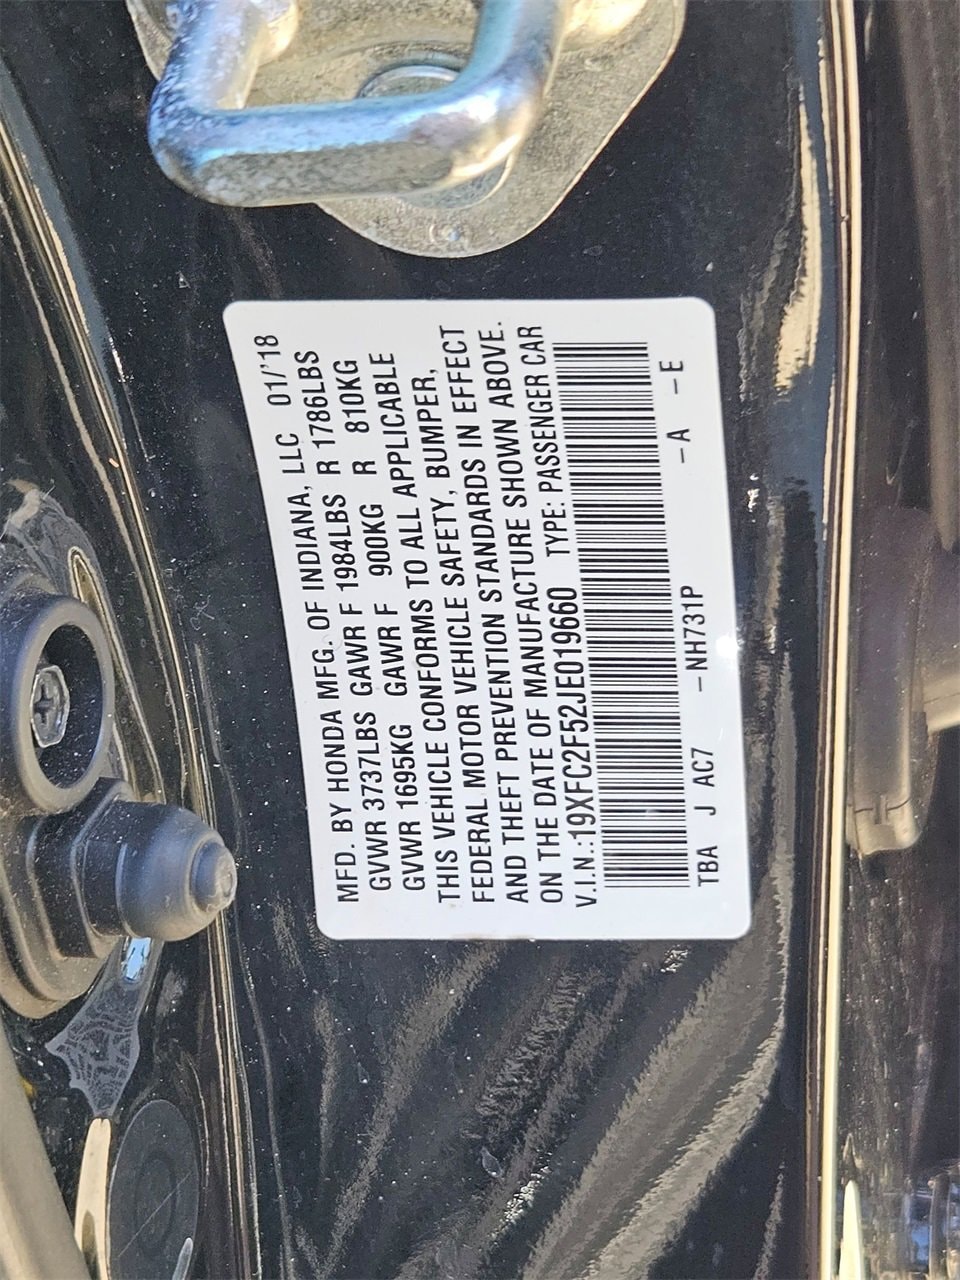 MFD. BY HONDA MFG. OF INDIANA, LLC 01/'18
GVWR 3737LBS GAWR F 1984LBS R 1786LBS
GVWR 1695KG GAWR F 900KG R 810KG
THIS VEHICLE CONFORMS TO ALL APPLICABLE
FEDERAL MOTOR VEHICLE SAFETY, BUMPER,
AND THEFT PREVENTION STANDARDS IN EFFECT
ON THE DATE OF MANUFACTURE SHOWN ABOVE.
V.I.N.:19XFC2F52JE019660 TYPE: PASSENGER CAR
TBA J AC7 -NH731P -A -E